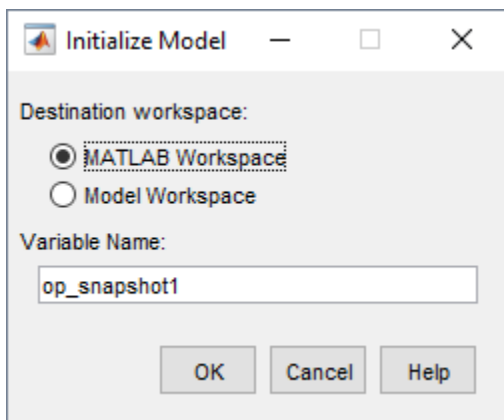 Initialize Model
Destination workspace:
MATLAB Workspace
Model Workspace
Variable Name:
op_snapshot1
OK Cancel Help